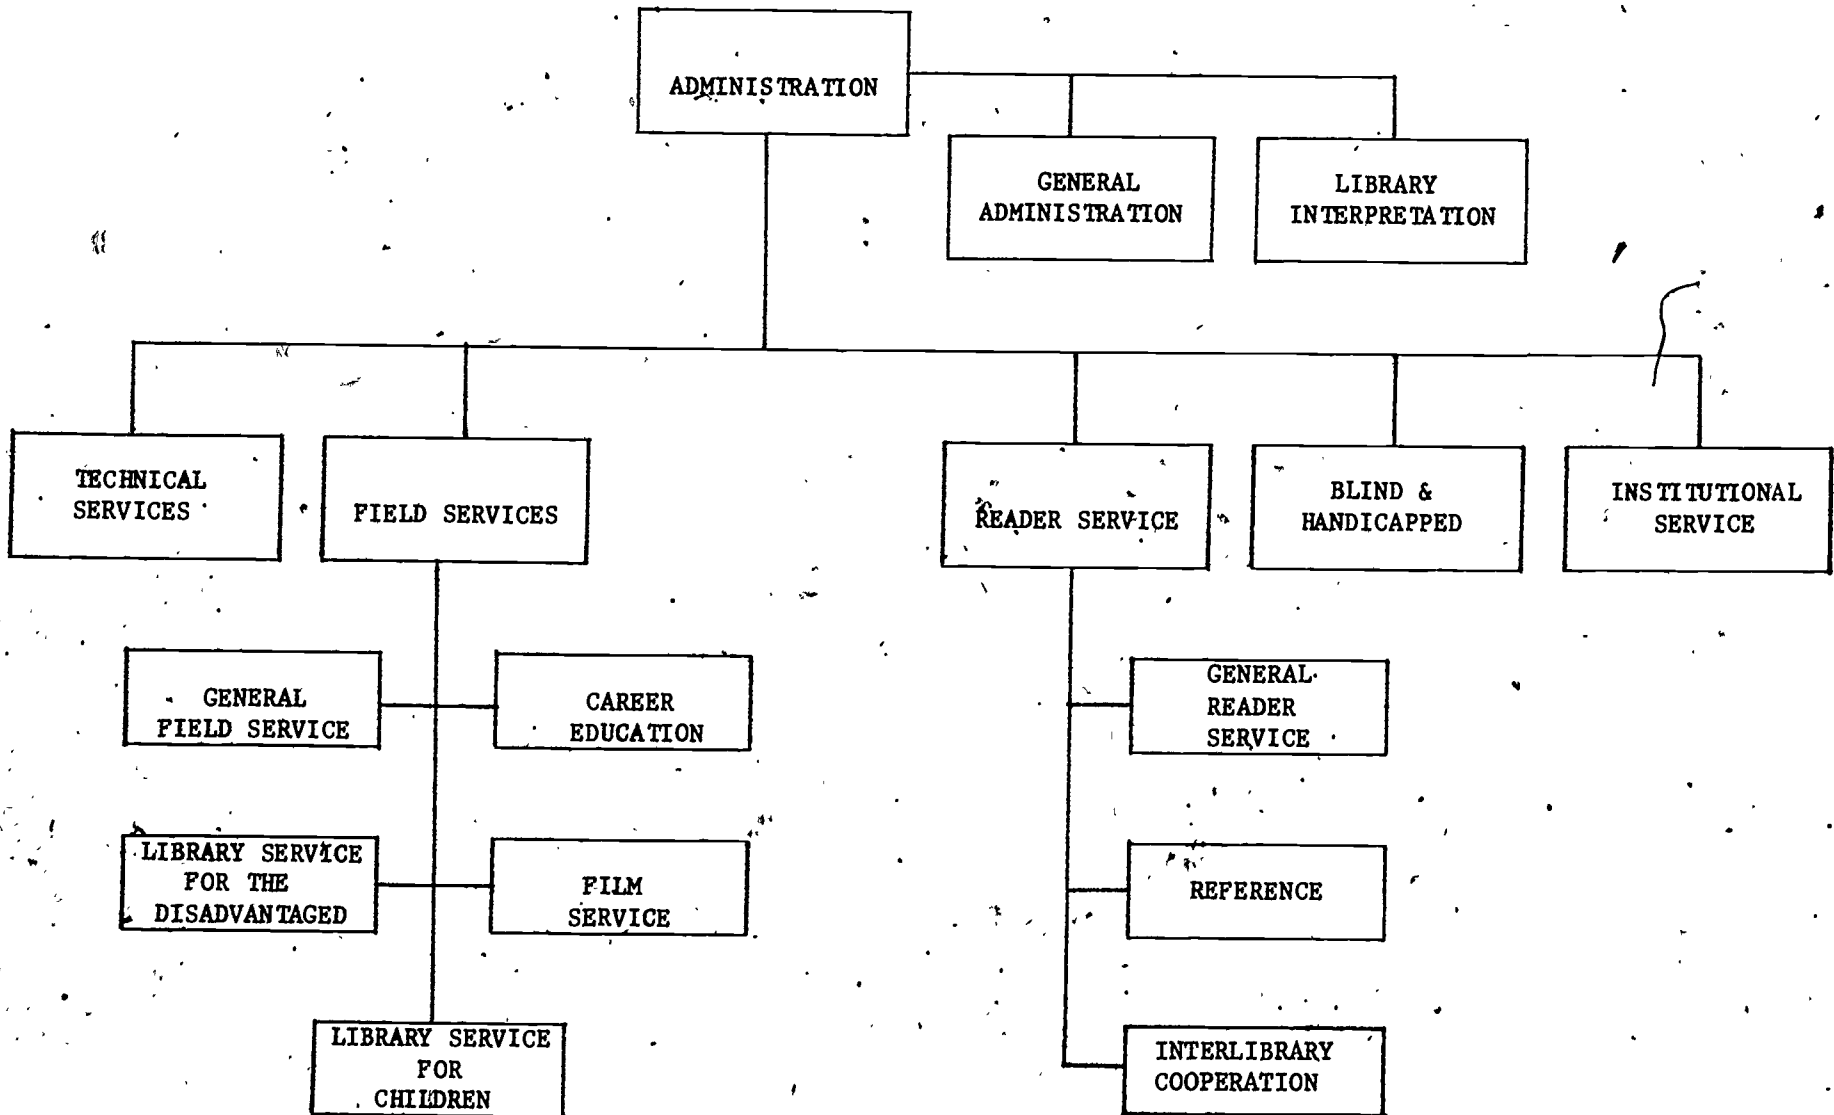 ADMINISTRATION
GENERAL
ADMINISTRATION
LIBRARY
INTERPRETATION
TECHNICAL
SERVICES
FIELD SERVICES
READER SERVICE
BLIND &
HANDICAPPED
INSTITUTIONAL
SERVICE
GENERAL
FIELD SERVICE
CAREER
EDUCATION
GENERAL
READER
SERVICE
LIBRARY SERVICE
FOR THE
DISADVANTAGED
FILM
SERVICE
REFERENCE
LIBRARY SERVICE
FOR
CHILDREN
INTERLIBRARY
COOPERATION